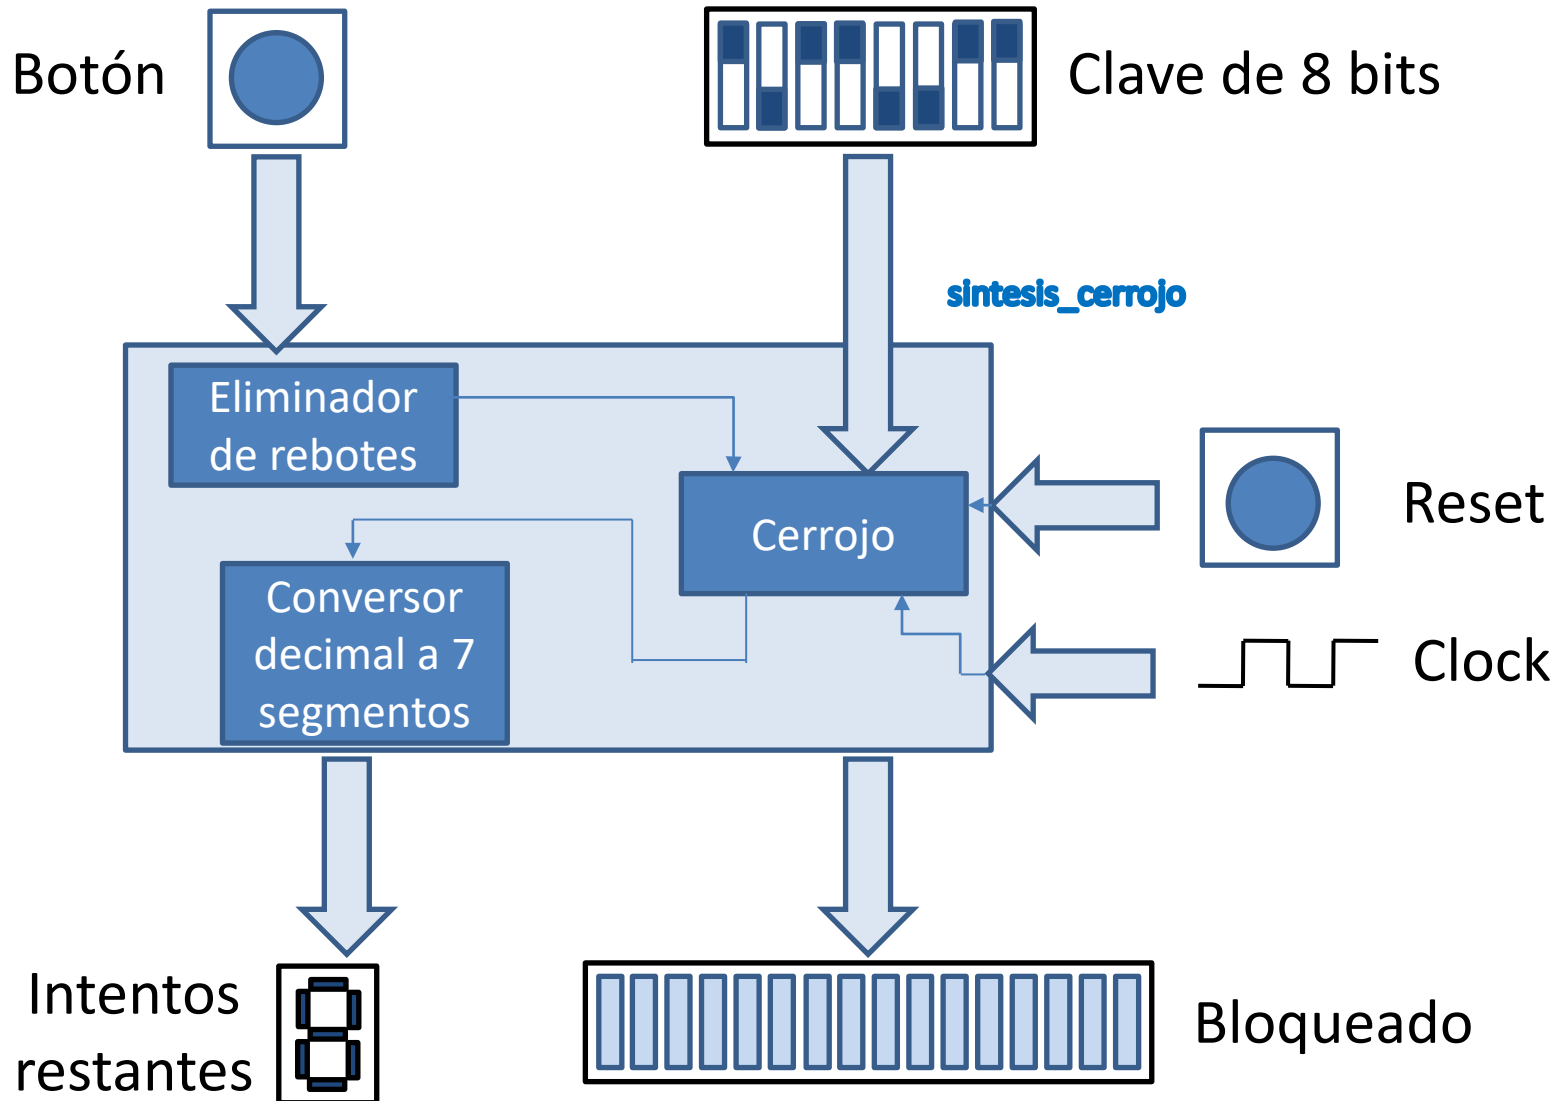 Botón
Clave de 8 bits
sintesis_cerrojo
Eliminador
de rebotes
Cerrojo
Reset
Conversor
decimal a 7
segmentos
Clock
Intentos
restantes
Bloqueado